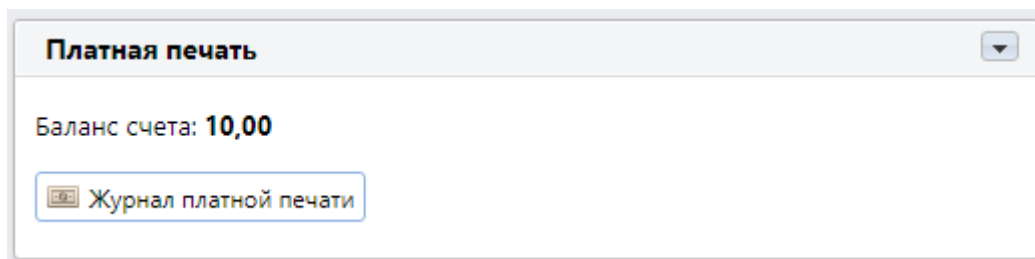 Платная печать
Баланс счета: 10,00
Журнал платной печати